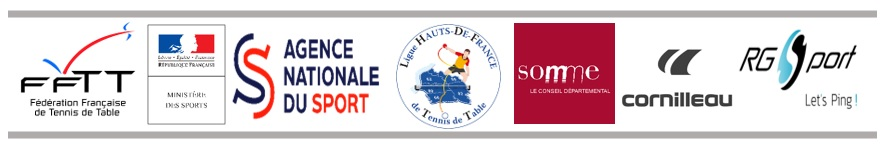 FFTT
Fédération Française
de Tennis de Table
Liberté • Égalité • Fraternité
RÉPUBLIQUE FRANÇAISE
MINISTÈRE
DES SPORTS
AGENCE
NATIONALE
DU SPORT
Ligue HAUTS-DE-FRANCE
de Tennis de Table
somme
LE CONSEIL DÉPARTEMENTAL
cornilleau
RG Sport
Let's Ping !